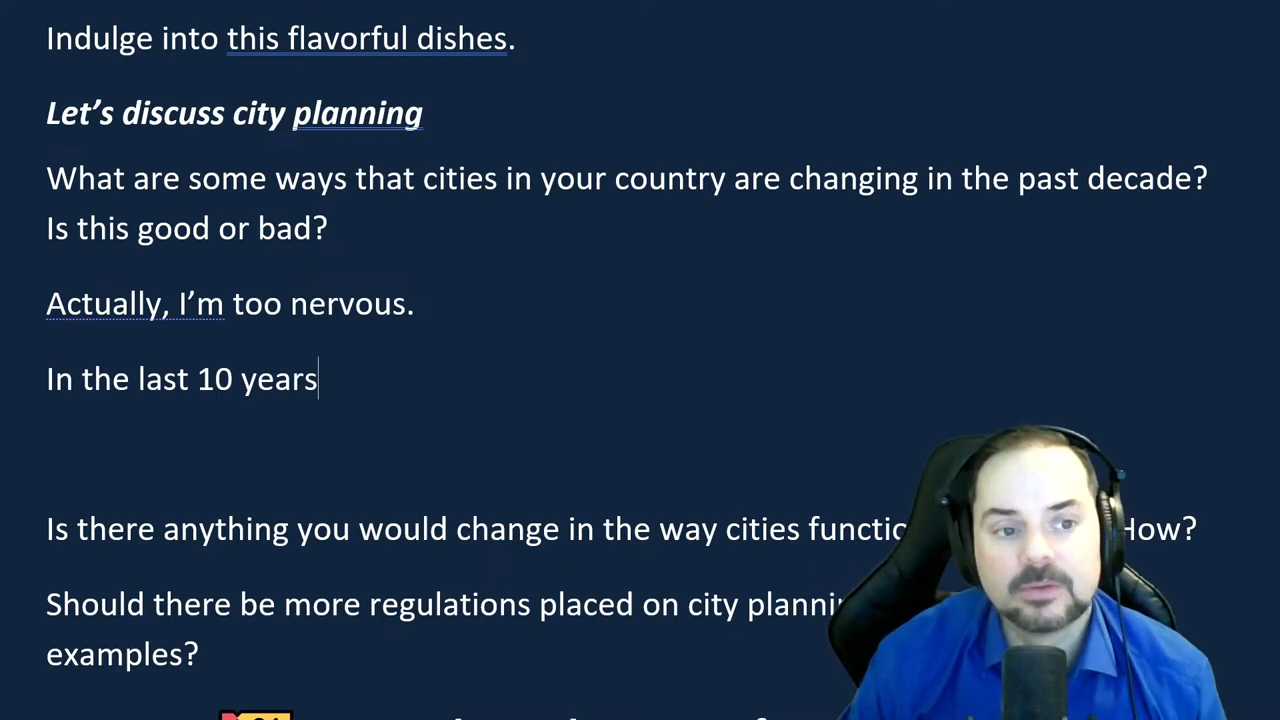 Indulge into this flavorful dishes.
Let's discuss city planning
What are some ways that cities in your country are changing in the past decade?
Is this good or bad?
Actually, I'm too nervous.
In the last 10 years
Is there anything you would change in the way cities How?
Should there be more regulations placed on city
examples?